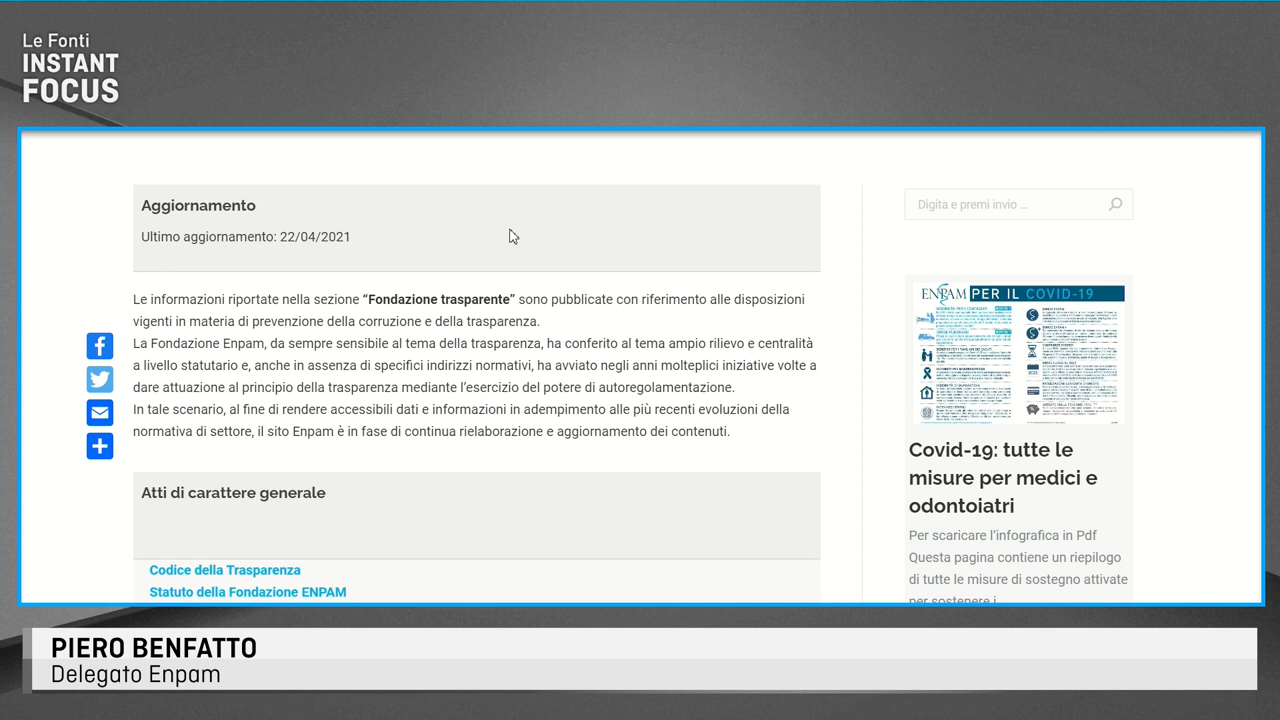 Le Fonti
INSTANT
FOCUS
Aggiornamento
Ultimo aggiornamento: 22/04/2021
Le informazioni riportate nella sezione “Fondazione trasparente” sono pubblicate con riferimento alle disposizioni
vigenti in materia di prevenzione della corruzione e della trasparenza.
La Fondazione Enpam, da sempre sensibile al tema della trasparenza, ha conferito al tema ampio rilievo e centralità
a livello statutario e, pur in assenza di specifici indirizzi normativi, ha avviato negli anni molteplici iniziative volte a
dare attuazione ai principi della trasparenza mediante l’esercizio del potere di autoregolamentazione.
In tale scenario, al fine di rendere accessibili dati e informazioni in adempimento alle più recenti evoluzioni della
normativa di settore, il sito Enpam è in fase di continua rielaborazione e aggiornamento dei contenuti.
Atti di carattere generale
Codice della Trasparenza
Statuto della Fondazione ENPAM
Digita e premi invio …
ENPAM PER IL COVID-19
Covid-19: tutte le
misure per medici e
odontoiatri
Per scaricare l’infografica in Pdf
Questa pagina contiene un riepilogo
di tutte le misure di sostegno attivate
per sostenere i
PIERO BENFATTO
Delegato Enpam